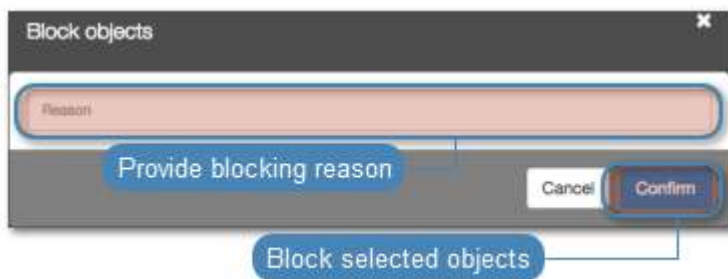 Block objects
Reason
Provide blocking reason
Cancel
Confirm
Block selected objects